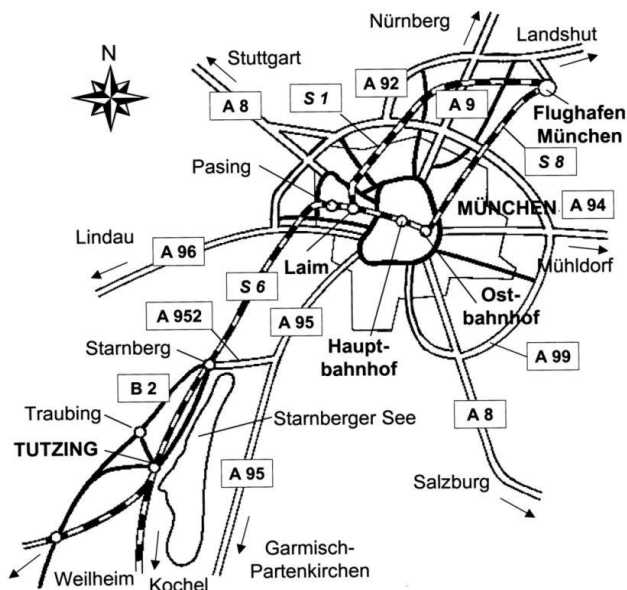 Nürnberg
Landshut
N
Stuttgart
A 92
A 8
S 1
A 9
Flughafen
München
S 8
Pasing
MÜNCHEN
A 94
Lindau
A 96
Laim
Mühldorf
S 6
Ost-
bahnhof
A 952
A 95
Haupt-
bahnhof
A 99
Starnberg
B 2
Starnberger See
A 8
Traubing
TUTZING
A 95
Salzburg
Garmisch-
Partenkirchen
Weilheim
Kochel